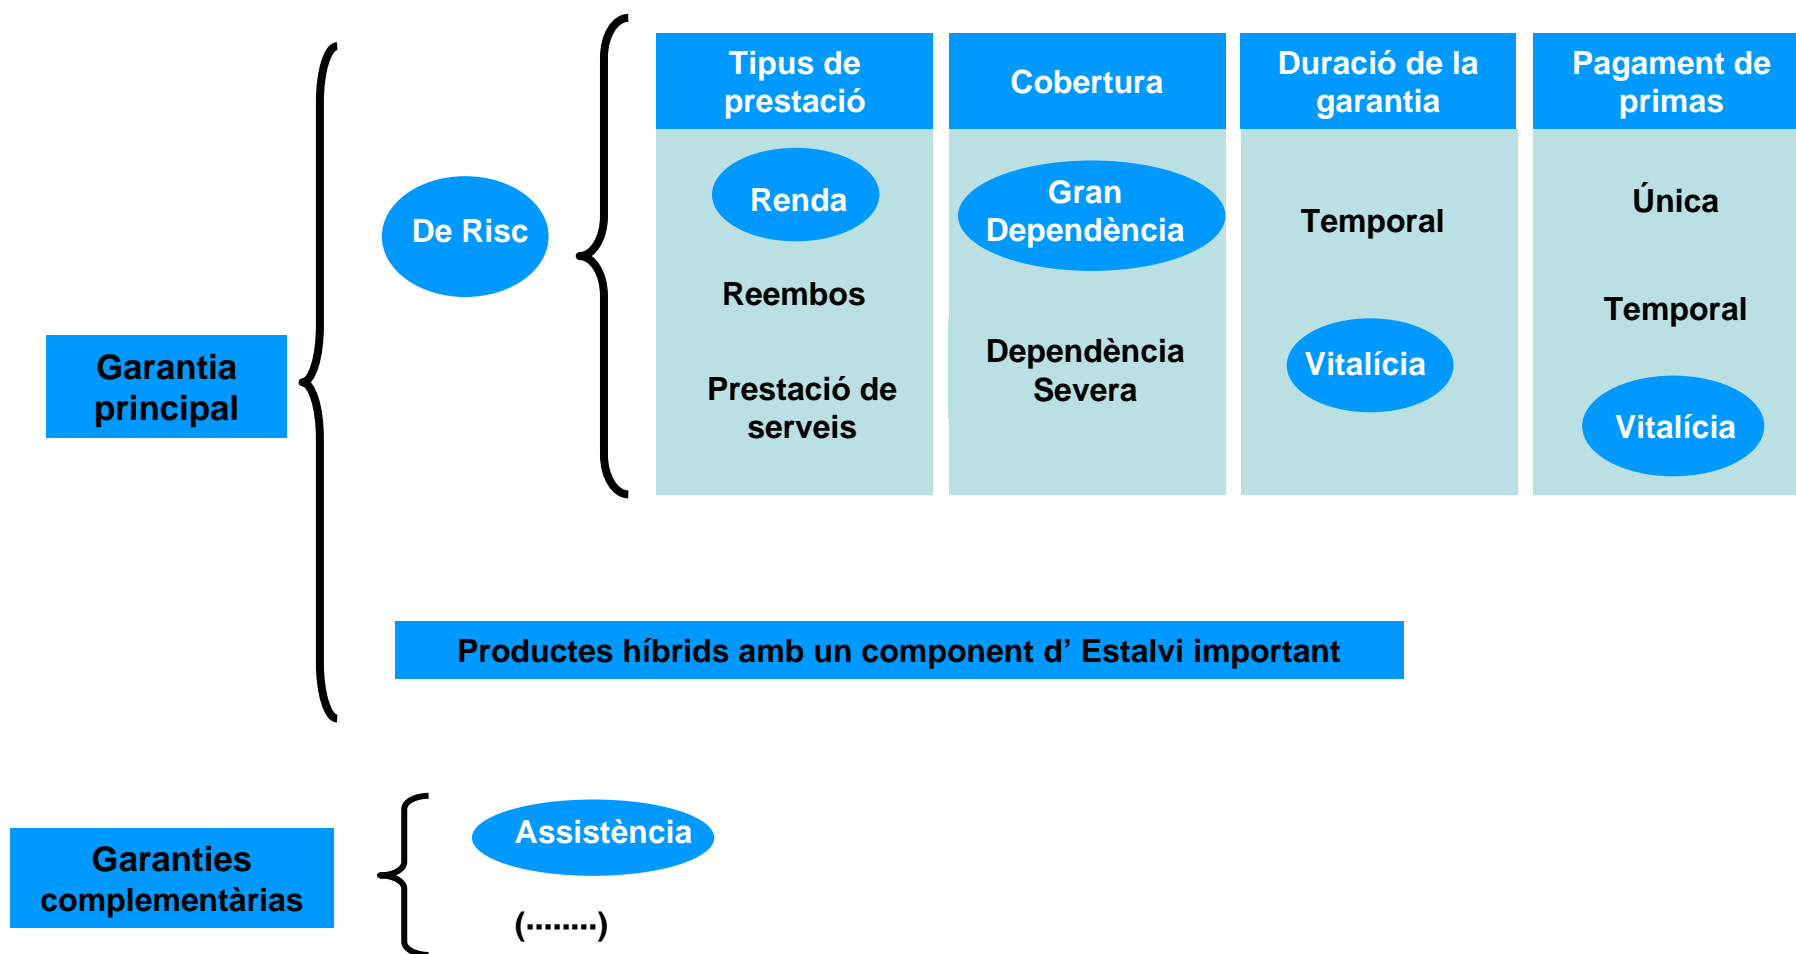 Tipus de
prestació
Cobertura
Duració de la
garantia
Pagament de
primas
De Risc
Renda
Reembos
Prestació de
serveis
Gran
Dependència
Dependència
Severa
Temporal
Vitalícia
Única
Temporal
Vitalícia
Garantia
principal
Productes híbrids amb un component d’ Estalvi important
Garanties
complementàrias
Assistència
(........)